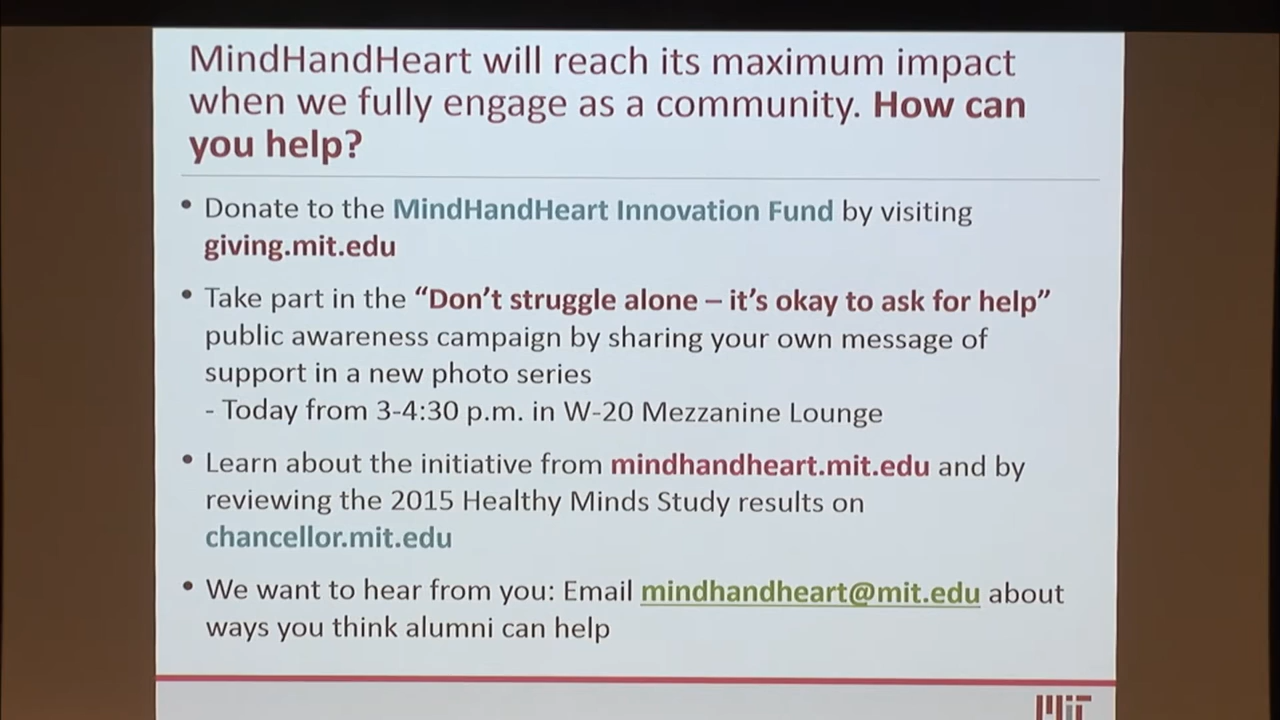 MindHandHeart will reach its maximum impact
when we fully engage as a community. How can
you help?
• Donate to the MindHandHeart Innovation Fund by visiting
giving.mit.edu
• Take part in the “Don’t struggle alone – it’s okay to ask for help”
public awareness campaign by sharing your own message of
support in a new photo series
- Today from 3-4:30 p.m. in W-20 Mezzanine Lounge
• Learn about the initiative from mindhandheart.mit.edu and by
reviewing the 2015 Healthy Minds Study results on
chancellor.mit.edu
• We want to hear from you: Email mindhandheart@mit.edu about
ways you think alumni can help
MIT